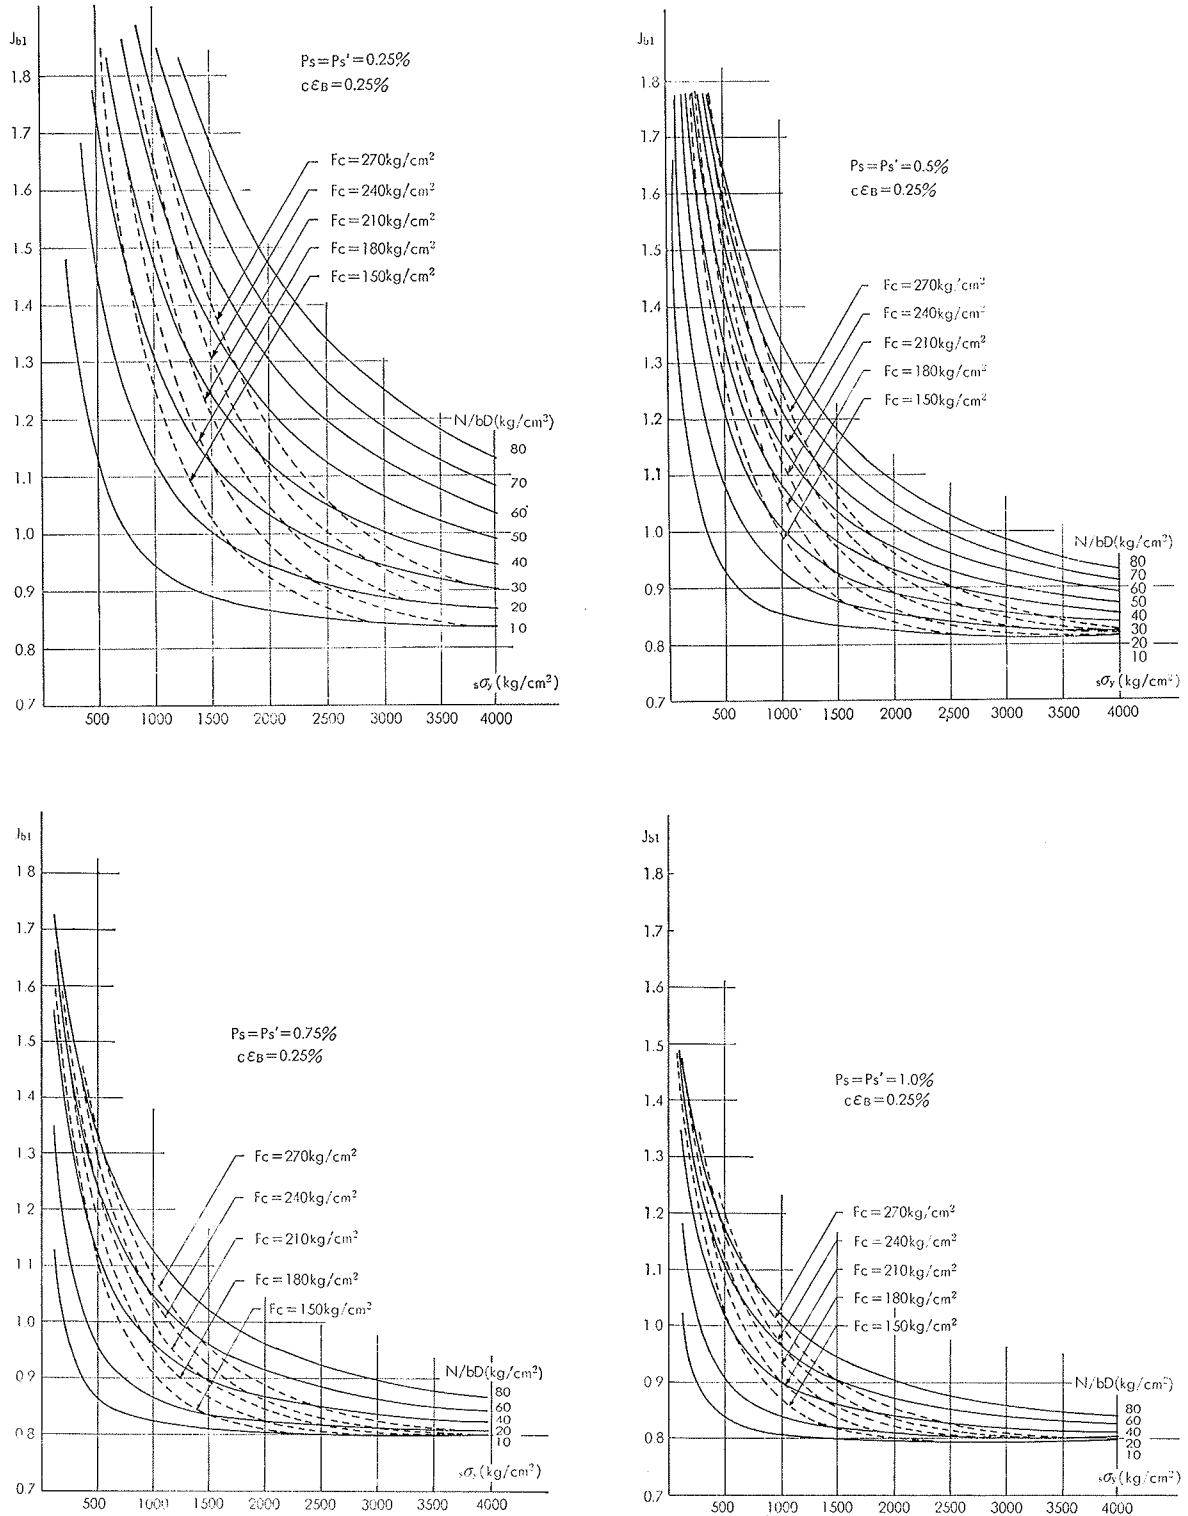 Jb1
Ps=Ps'=0.25%
cεB=0.25%
1.8
1.7
1.6
1.5
1.4
1.3
1.2
1.1
1.0
0.9
0.8
0.7
Fc=270kg/cm²
Fc=240kg/cm²
Fc=210kg/cm²
Fc=180kg/cm²
Fc=150kg/cm²
N/bD(kg/cm²)
80
70
60
50
40
30
20
10
sσy(kg/cm²)
500 1000 1500 2000 2500 3000 3500 4000
Jb1
Ps=Ps'=0.5%
cεB=0.25%
1.8
1.7
1.6
1.5
1.4
1.3
1.2
1.1
1.0
0.9
0.8
0.7
Fc=270kg/cm²
Fc=240kg/cm²
Fc=210kg/cm²
Fc=180kg/cm²
Fc=150kg/cm²
N/bD(kg/cm²)
80
70
60
50
40
30
20
10
sσy(kg/cm²)
500 1000 1500 2000 2500 3000 3500 4000
Jb1
Ps=Ps'=0.75%
cεB=0.25%
1.8
1.7
1.6
1.5
1.4
1.3
1.2
1.1
1.0
0.9
0.8
0.7
Fc=270kg/cm²
Fc=240kg/cm²
Fc=210kg/cm²
Fc=180kg/cm²
Fc=150kg/cm²
N/bD(kg/cm²)
80
60
40
20
10
sσy(kg/cm²)
500 1000 1500 2000 2500 3000 3500 4000
Jb1
Ps=Ps'=1.0%
cεB=0.25%
1.8
1.7
1.6
1.5
1.4
1.3
1.2
1.1
1.0
0.9
0.8
0.7
Fc=270kg/cm²
Fc=240kg/cm²
Fc=210kg/cm²
Fc=180kg/cm²
Fc=150kg/cm²
N/bD(kg/cm²)
80
60
40
20
10
sσy(kg/cm²)
500 1000 1500 2000 2500 3000 3500 4000